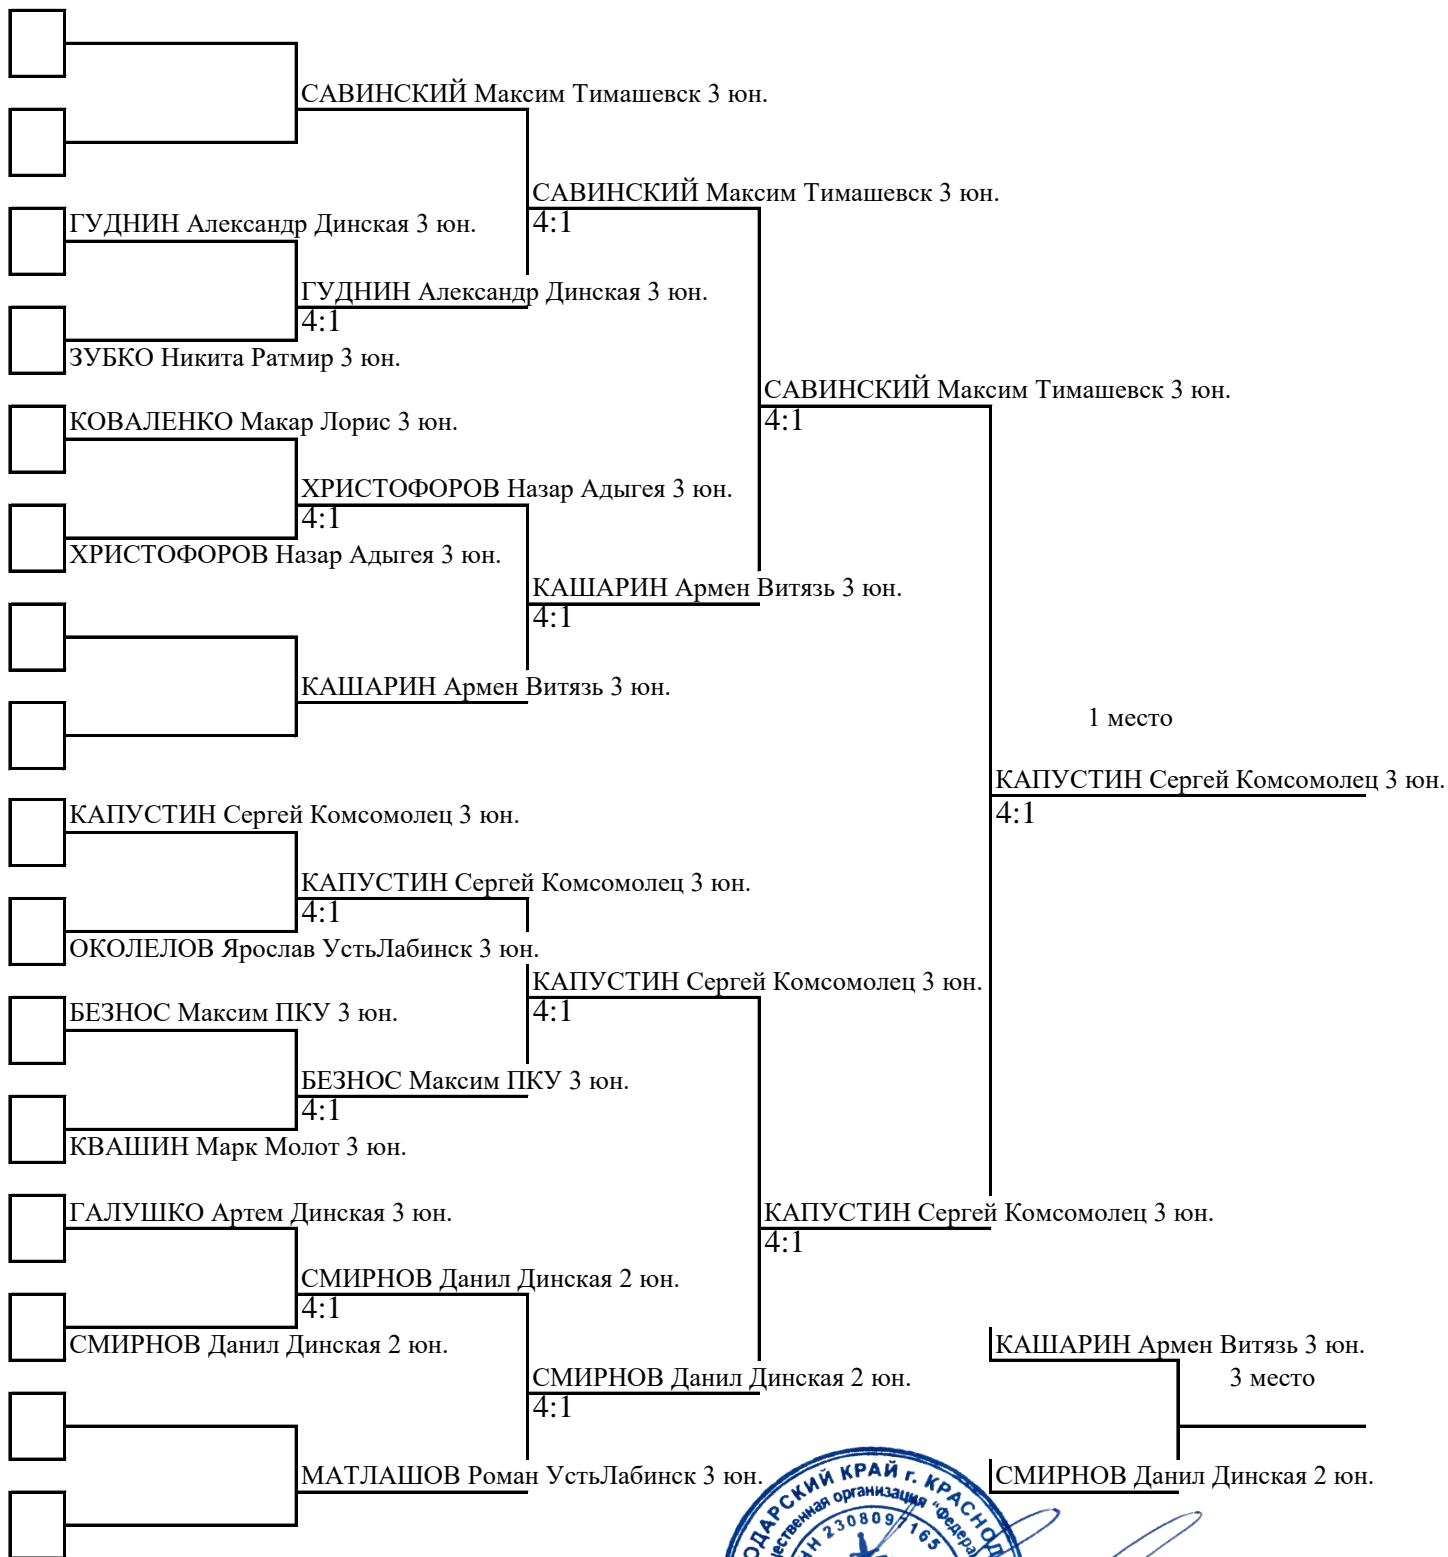 САВИНСКИЙ Максим Тимашевск 3 юн.
САВИНСКИЙ Максим Тимашевск 3 юн.
4:1
ГУДНИН Александр Динская 3 юн.
ГУДНИН Александр Динская 3 юн.
4:1
ЗУБКО Никита Ратмир 3 юн.
САВИНСКИЙ Максим Тимашевск 3 юн.
4:1
КОВАЛЕНКО Макар Лорис 3 юн.
ХРИСТОФОРОВ Назар Адыгея 3 юн.
4:1
ХРИСТОФОРОВ Назар Адыгея 3 юн.
КАШАРИН Армен Витязь 3 юн.
4:1
КАШАРИН Армен Витязь 3 юн.
1 место
КАПУСТИН Сергей Комсомолец 3 юн.
4:1
КАПУСТИН Сергей Комсомолец 3 юн.
КАПУСТИН Сергей Комсомолец 3 юн.
4:1
ОКОЛЕЛОВ Ярослав УстьЛабинск 3 юн.
КАПУСТИН Сергей Комсомолец 3 юн.
4:1
БЕЗНОС Максим ПКУ 3 юн.
БЕЗНОС Максим ПКУ 3 юн.
4:1
КВАШИН Марк Молот 3 юн.
ГАЛУШКО Артем Динская 3 юн.
КАПУСТИН Сергей Комсомолец 3 юн.
4:1
СМИРНОВ Данил Динская 2 юн.
4:1
СМИРНОВ Данил Динская 2 юн.
КАШАРИН Армен Витязь 3 юн.
3 место
СМИРНОВ Данил Динская 2 юн.
4:1
МАТЛАШОВ Роман УстьЛабинск 3 юн.
СМИРНОВ Данил Динская 2 юн.
КРАЙ г.
организация
2308097165